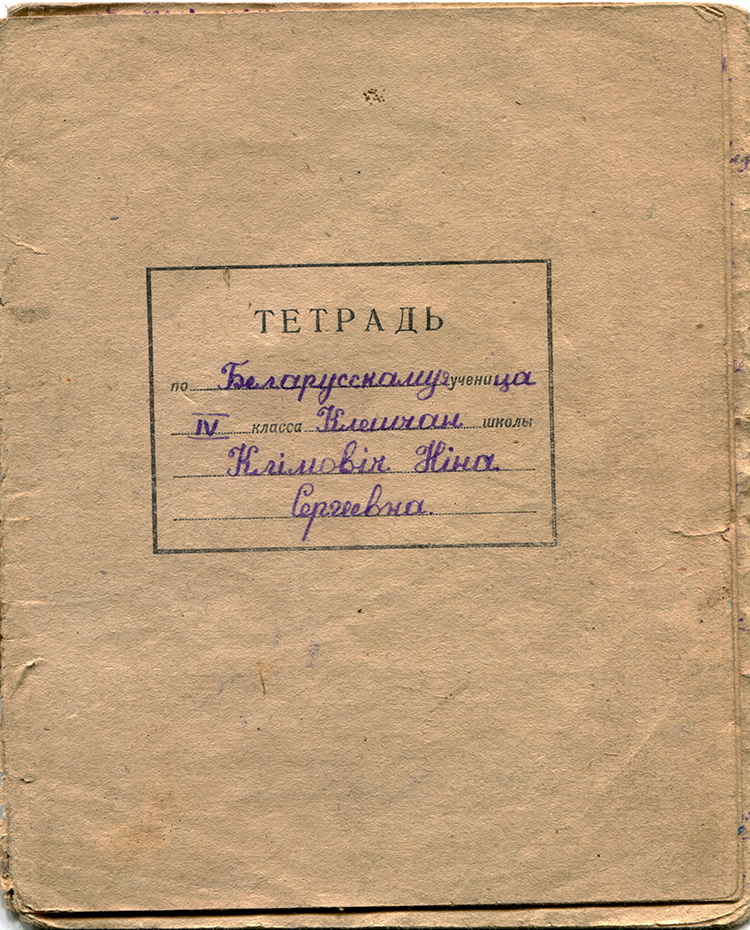 ТЕТРАДЬ
по Беларусскаму ученица
IV класса Клешчан школы
Клімовіч Ніна
Сергеевна.